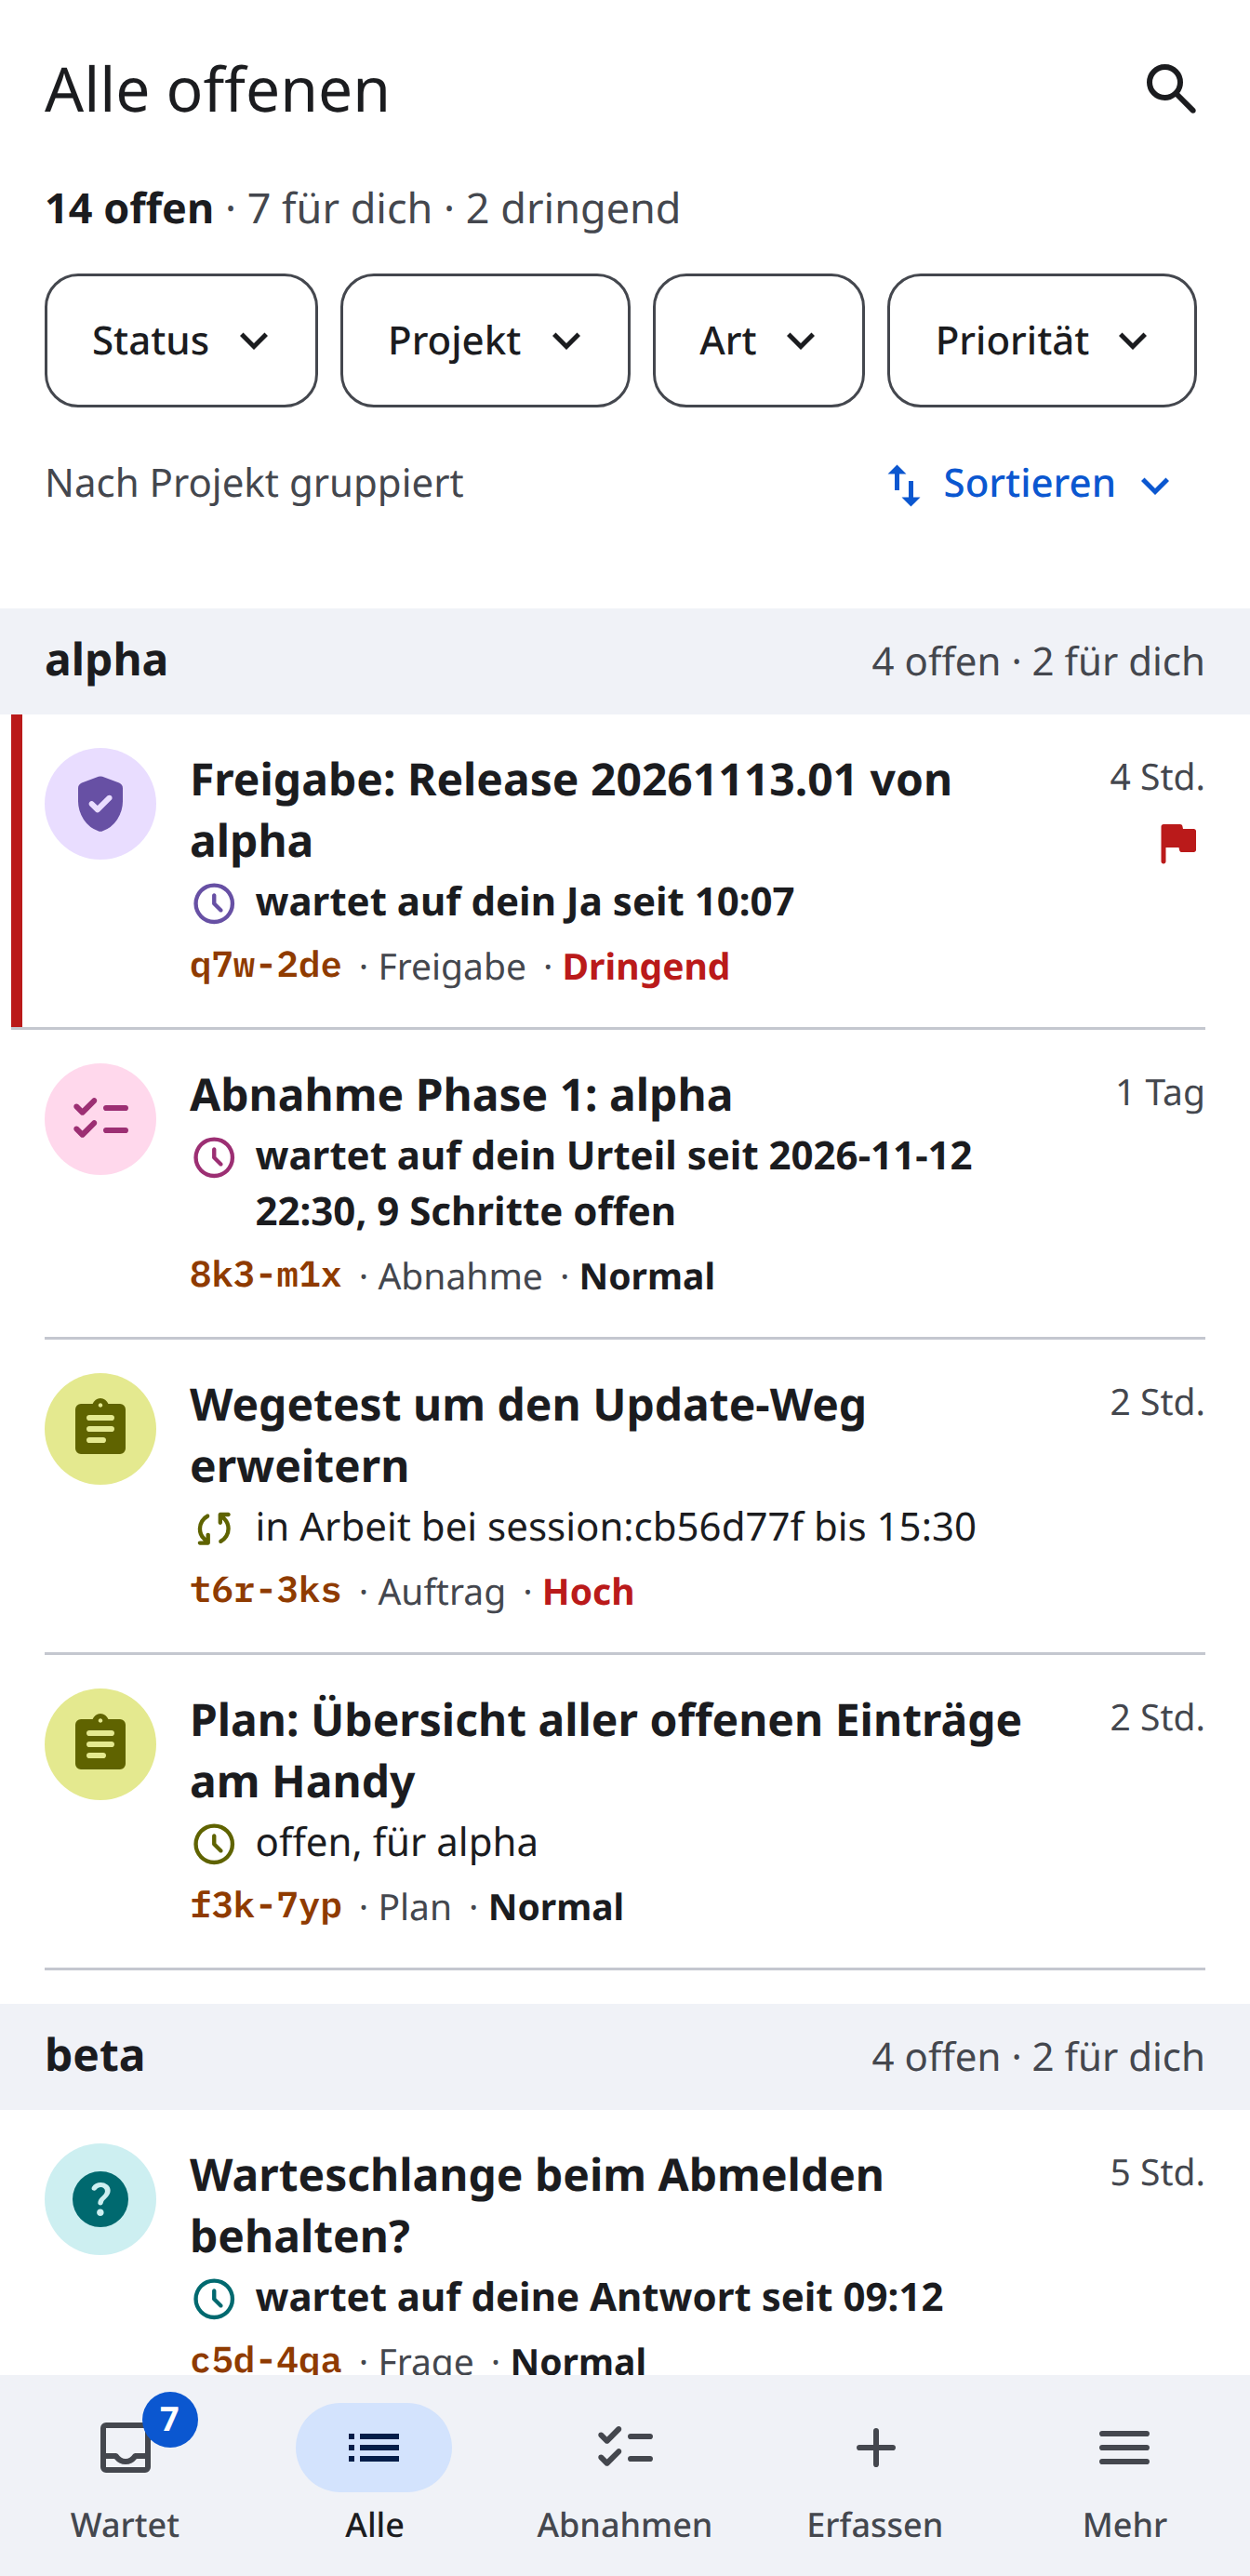 Alle offenen
14 offen · 7 für dich · 2 dringend
Status
Projekt
Art
Priorität
Nach Projekt gruppiert
Sortieren
alpha
4 offen · 2 für dich
Freigabe: Release 20261113.01 von
alpha
4 Std.
wartet auf dein Ja seit 10:07
q7w-2de · Freigabe · Dringend
Abnahme Phase 1: alpha
1 Tag
wartet auf dein Urteil seit 2026-11-12
22:30, 9 Schritte offen
8k3-m1x · Abnahme · Normal
Wegetest um den Update-Weg
erweitern
2 Std.
in Arbeit bei session:cb56d77f bis 15:30
t6r-3ks · Auftrag · Hoch
Plan: Übersicht aller offenen Einträge
am Handy
2 Std.
offen, für alpha
f3k-7yp · Plan · Normal
beta
4 offen · 2 für dich
Warteschlange beim Abmelden
behalten?
5 Std.
wartet auf deine Antwort seit 09:12
c5d-4qa · Frage · Normal
7
Wartet
Alle
Abnahmen
Erfassen
Mehr